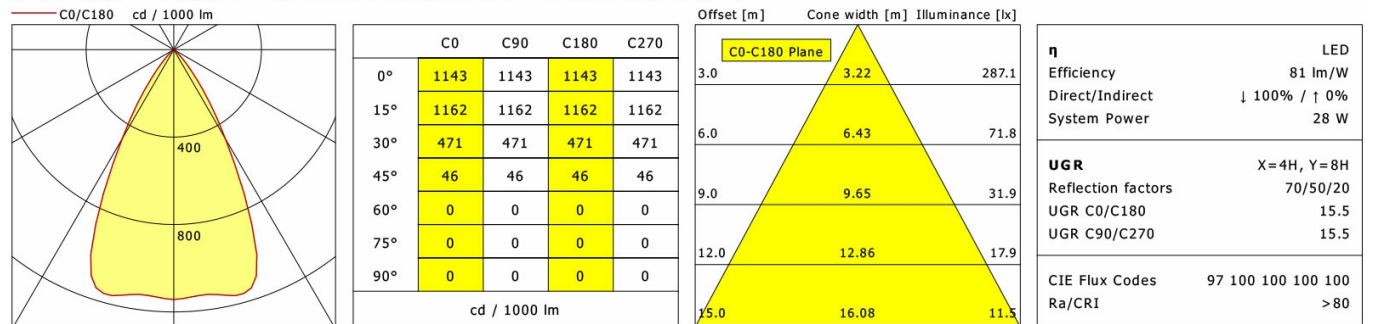 C0/C180 cd / 1000 lm
400
800
C0 C90 C180 C270
0° 1143 1143 1143 1143
15° 1162 1162 1162 1162
30° 471 471 471 471
45° 46 46 46 46
60° 0 0 0 0
75° 0 0 0 0
90° 0 0 0 0
cd / 1000 lm
Offset [m] Cone width [m] Illuminance [lx]
C0-C180 Plane
3.0 3.22 287.1
6.0 6.43 71.8
9.0 9.65 31.9
12.0 12.86 17.9
15.0 16.08 11.5
η LED
Efficiency 81 lm/W
Direct/Indirect ↓ 100% / ↑ 0%
System Power 28 W
UGR X=4H, Y=8H
Reflection factors 70/50/20
UGR C0/C180 15.5
UGR C90/C270 15.5
CIE Flux Codes 97 100 100 100 100
Ra/CRI >80